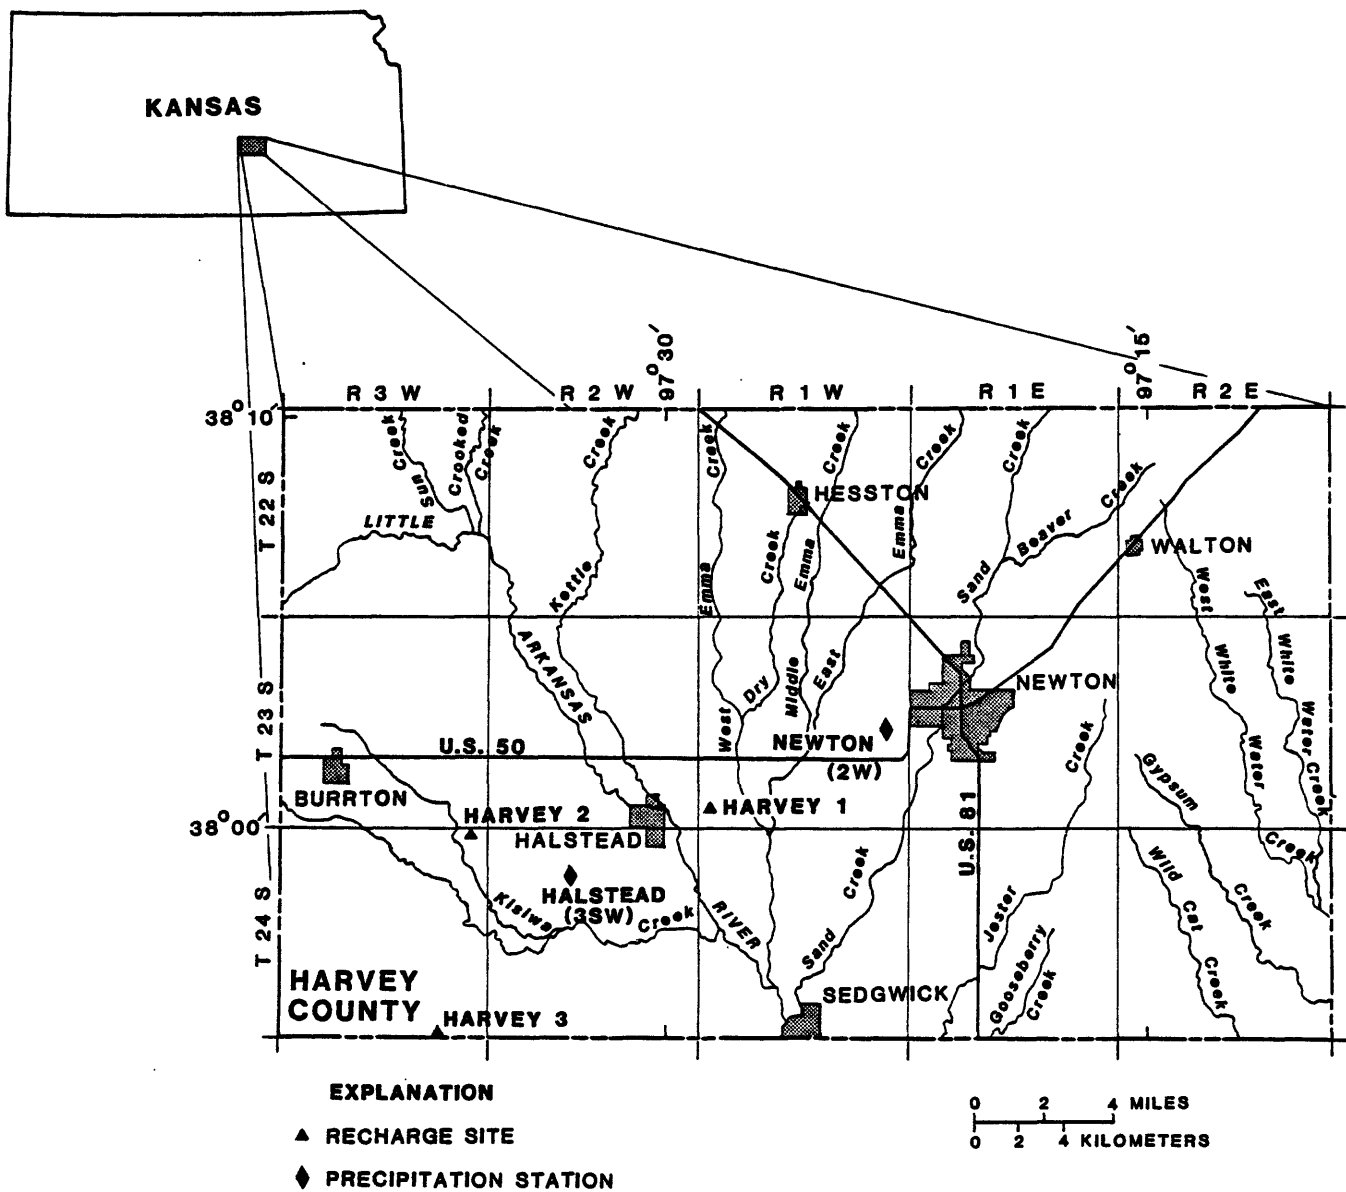 KANSAS
97°30'
97°15'
R 3 W
R 2 W
R 1 W
R 1 E
R 2 E
38°10'
T 22 S
T 23 S
T 24 S
Creek
Sun
Crooked
Creek
Creek
Kettle
Creek
Emma
West
Creek
Dry
Creek
Emma
Middle
Creek
Emma
East
Creek
Sand
Beaver
Creek
LITTLE
ARKANSAS
RIVER
HESSTON
WALTON
West
White
Water
Creek
East
White
Water
Creek
NEWTON
NEWTON
(2W)
U.S. 50
BURRTON
HARVEY 2
HARVEY 1
38°00'
HALSTEAD
HALSTEAD
(3SW)
Kisiwa
Creek
U.S. 81
Sand
Creek
Jester
Creek
Gooseberry
Creek
Gypsum
Creek
Wild
Cat
Creek
SEDGWICK
HARVEY
COUNTY
HARVEY 3
EXPLANATION
RECHARGE SITE
PRECIPITATION STATION
0 2 4 MILES
0 2 4 KILOMETERS